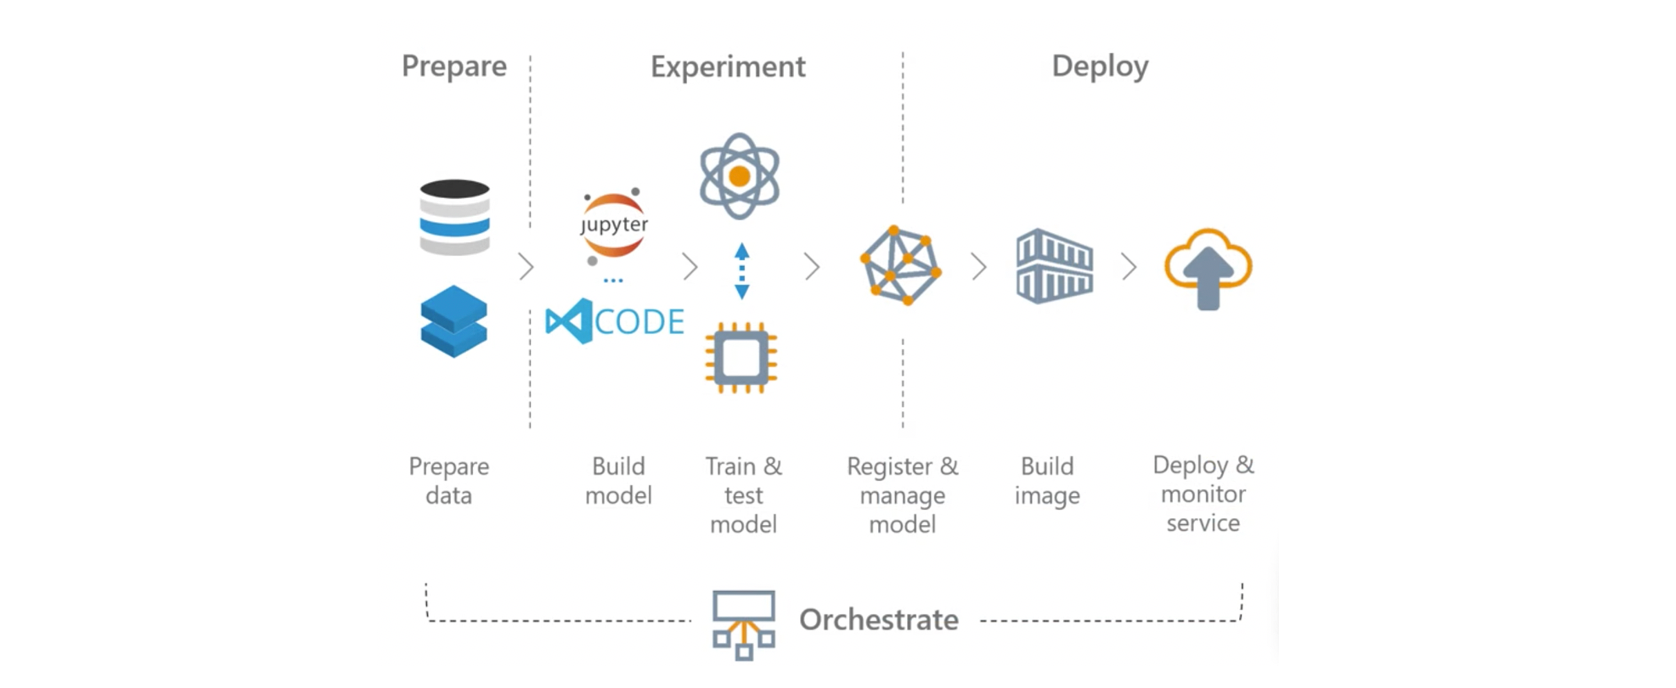 Prepare
Experiment
Deploy
jupyter
...
CODE
Prepare
data
Build
model
Train &
test
model
Register &
manage
model
Build
image
Deploy &
monitor
service
Orchestrate